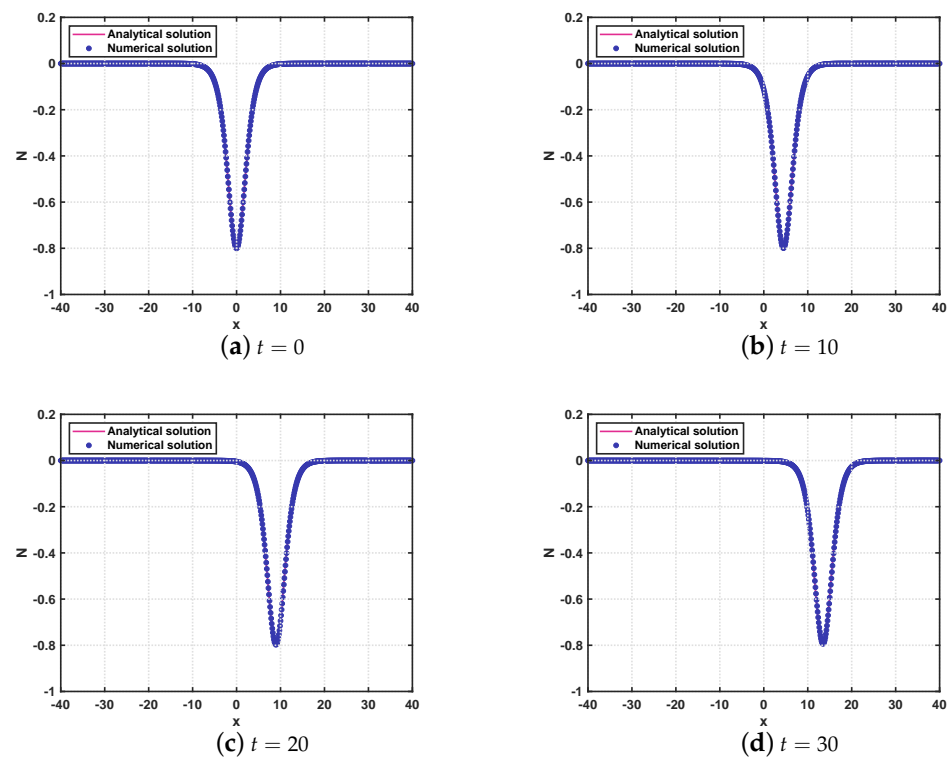 0.2
Analytical solution
Numerical solution
0
-0.2
-0.4
-0.6
-0.8
-1
N
-40 -30 -20 -10 0 10 20 30 40
x
(a) t = 0
0.2
Analytical solution
Numerical solution
0
-0.2
-0.4
-0.6
-0.8
-1
N
-40 -30 -20 -10 0 10 20 30 40
x
(b) t = 10
0.2
Analytical solution
Numerical solution
0
-0.2
-0.4
-0.6
-0.8
-1
N
-40 -30 -20 -10 0 10 20 30 40
x
(c) t = 20
0.2
Analytical solution
Numerical solution
0
-0.2
-0.4
-0.6
-0.8
-1
N
-40 -30 -20 -10 0 10 20 30 40
x
(d) t = 30